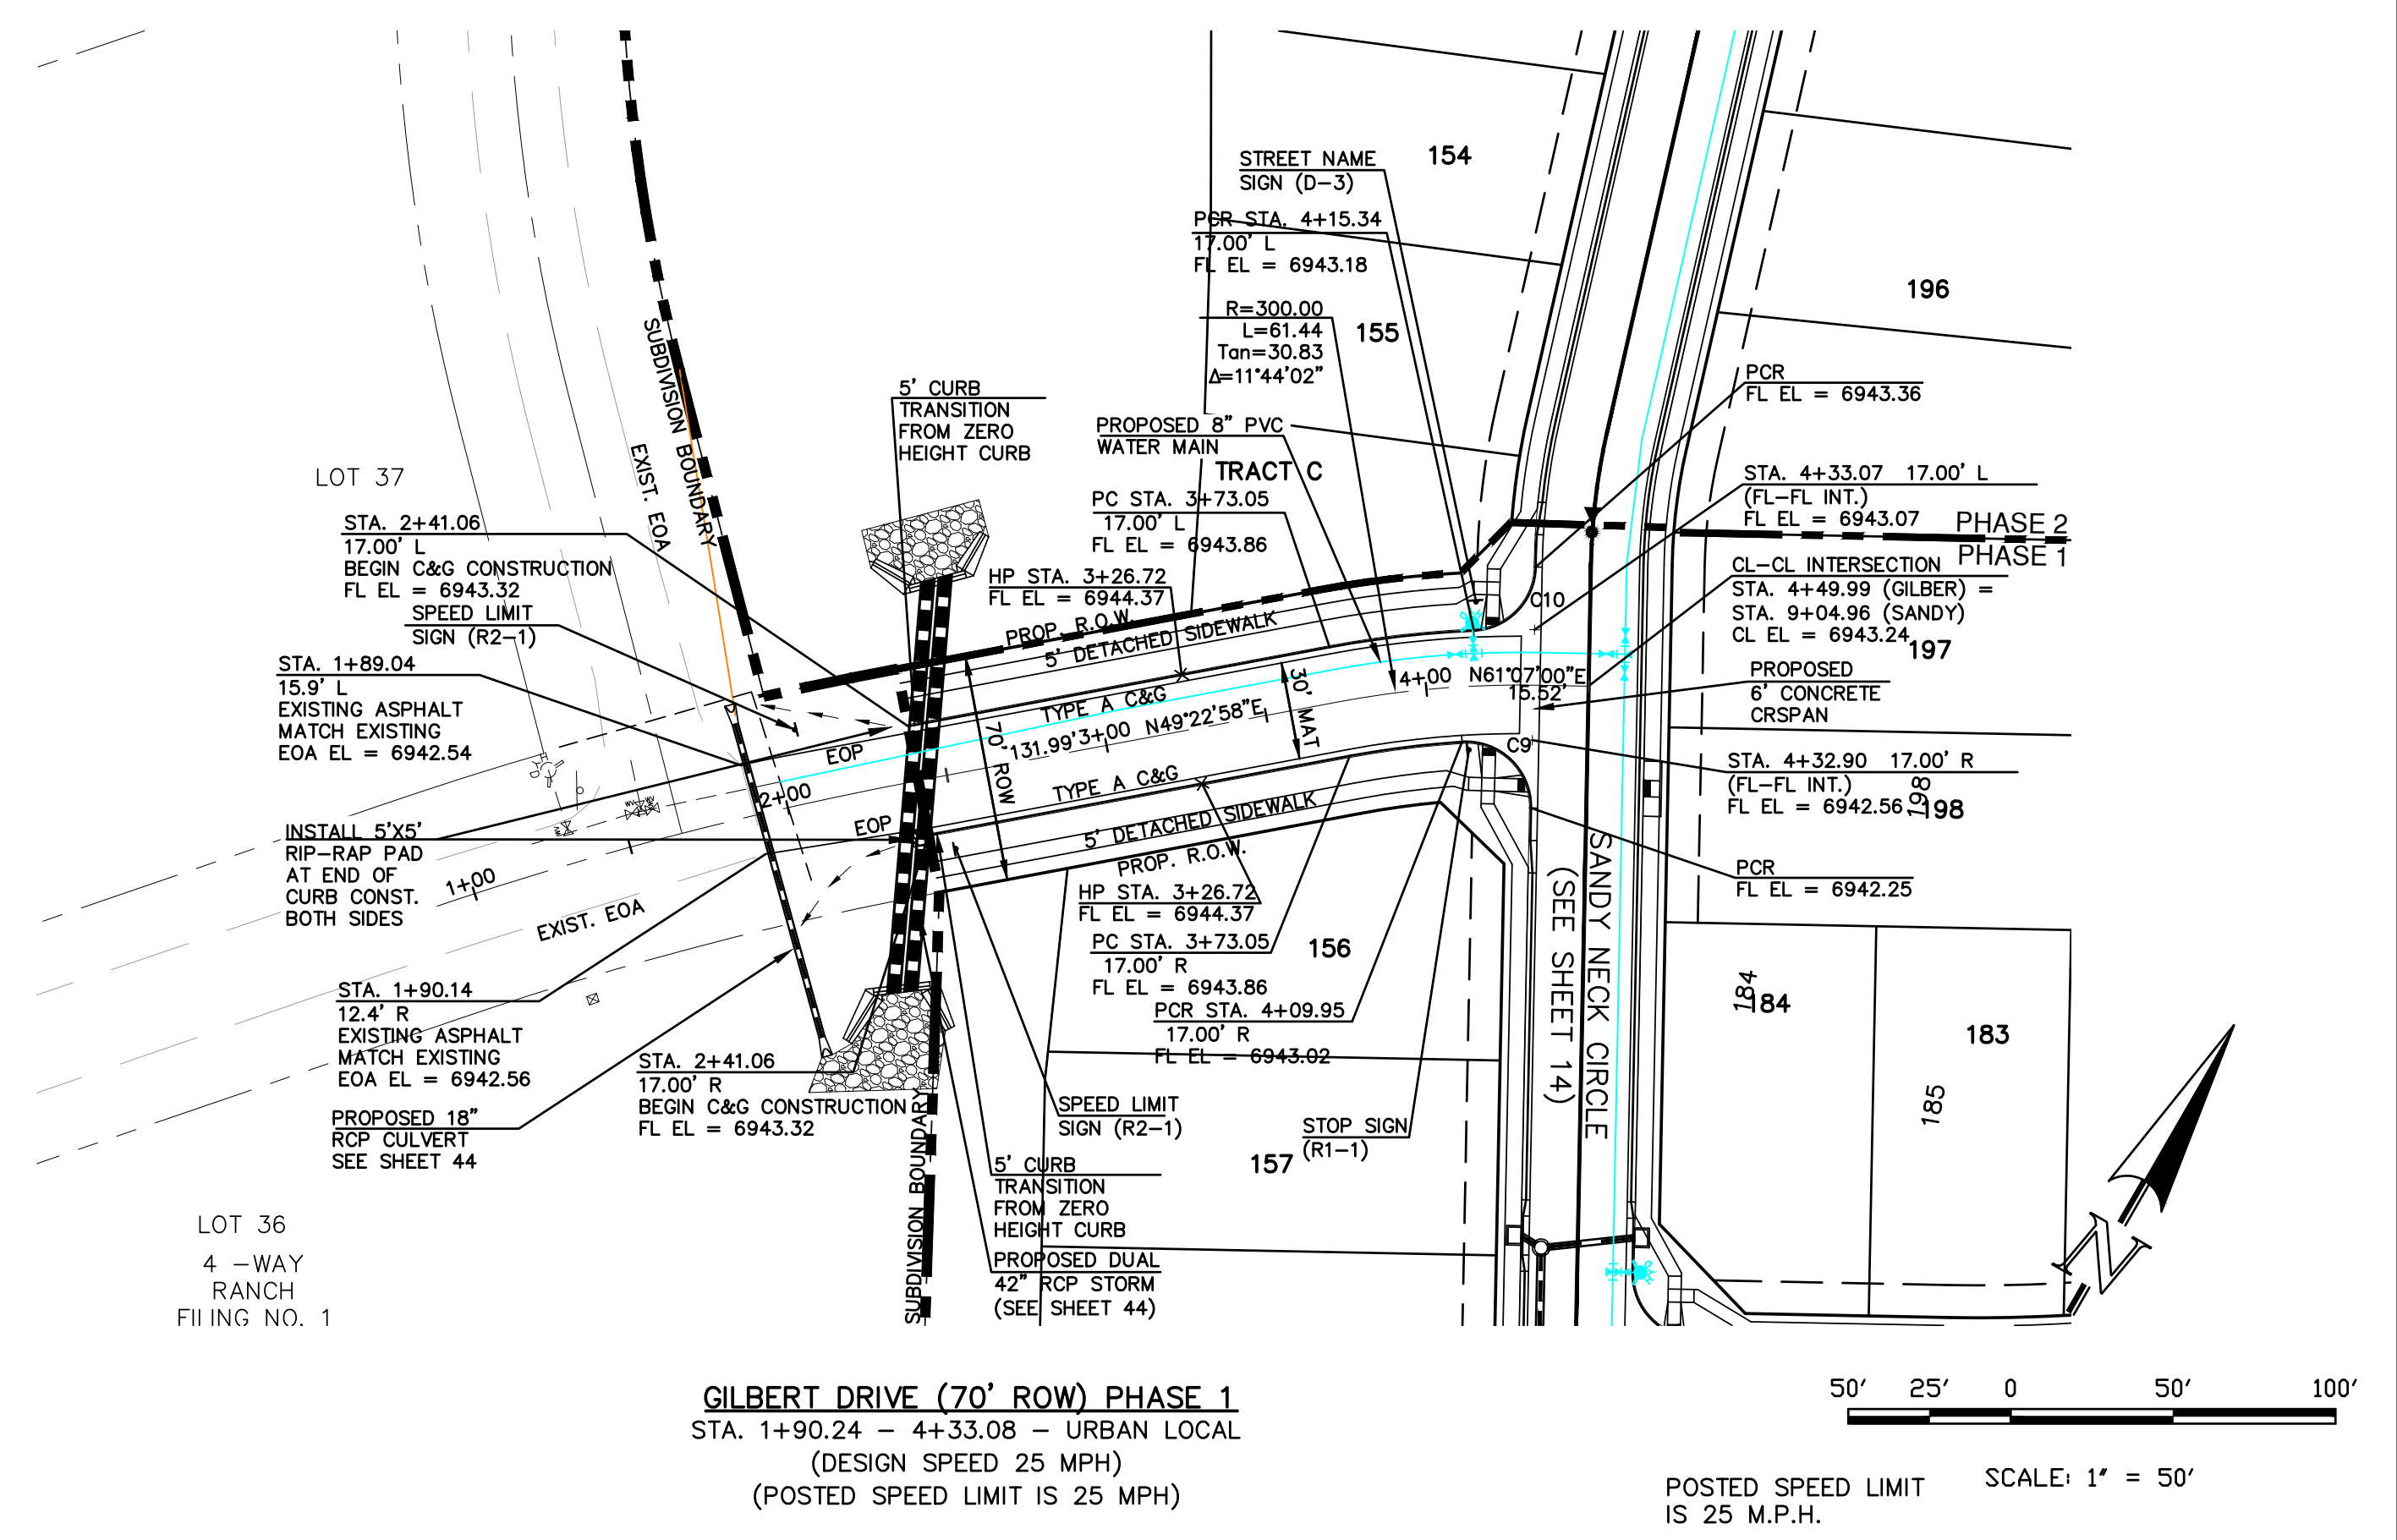 154
STREET NAME
SIGN (D-3)
PCR STA. 4+15.34
17.00' L
FL EL = 6943.18
196
R=300.00
L=61.44
Tan=30.83
Δ=11°44'02"
155
SUBDIVISION BOUNDARY
EXIST. EOA
5' CURB
TRANSITION
FROM ZERO
HEIGHT CURB
PCR
FL EL = 6943.36
PROPOSED 8" PVC
WATER MAIN
TRACT C
LOT 37
STA. 4+33.07 17.00' L
(FL-FL INT.)
FL EL = 6943.07
PHASE 2
PHASE 1
PC STA. 3+73.05
17.00' L
FL EL = 6943.86
STA. 2+41.06
17.00' L
BEGIN C&G CONSTRUCTION
FL EL = 6943.32
HP STA. 3+26.72
FL EL = 6944.37
CL-CL INTERSECTION
STA. 4+49.99 (GILBER) =
STA. 9+04.96 (SANDY)
CL EL = 6943.24
197
SPEED LIMIT
SIGN (R2-1)
C10
PROP. R.O.W.
5' DETACHED SIDEWALK
STA. 1+89.04
15.9' L
EXISTING ASPHALT
MATCH EXISTING
EOA EL = 6942.54
PROPOSED
6' CONCRETE
CRSPAN
4+00
N61°07'00"E
15.52'
30' MAT
TYPE A C&G
70' ROW
131.99'
3+00
N49°22'58"E
EOP
C9
STA. 4+32.90 17.00' R
(FL-FL INT.)
FL EL = 6942.56
198
198
2+00
TYPE A C&G
EOP
5' DETACHED SIDEWALK
PROP. R.O.W.
INSTALL 5'X5'
RIP-RAP PAD
AT END OF
CURB CONST.
BOTH SIDES
1+00
EXIST. EOA
WV
WV
PCR
FL EL = 6942.25
HP STA. 3+26.72
FL EL = 6944.37
PC STA. 3+73.05
17.00' R
FL EL = 6943.86
156
SANDY NECK CIRCLE
(SEE SHEET 14)
184
184
183
185
STA. 1+90.14
12.4' R
EXISTING ASPHALT
MATCH EXISTING
EOA EL = 6942.56
PCR STA. 4+09.95
17.00' R
FL EL = 6943.02
STA. 2+41.06
17.00' R
BEGIN C&G CONSTRUCTION
FL EL = 6943.32
PROPOSED 18"
RCP CULVERT
SEE SHEET 44
SPEED LIMIT
SIGN (R2-1)
STOP SIGN
(R1-1)
157
SUBDIVISION BOUNDARY
5' CURB
TRANSITION
FROM ZERO
HEIGHT CURB
PROPOSED DUAL
42" RCP STORM
(SEE SHEET 44)
LOT 36
4 -WAY
RANCH
FILING NO. 1
N
GILBERT DRIVE (70' ROW) PHASE 1
STA. 1+90.24 - 4+33.08 - URBAN LOCAL
(DESIGN SPEED 25 MPH)
(POSTED SPEED LIMIT IS 25 MPH)
50' 25' 0 50' 100'
SCALE: 1" = 50'
POSTED SPEED LIMIT
IS 25 M.P.H.